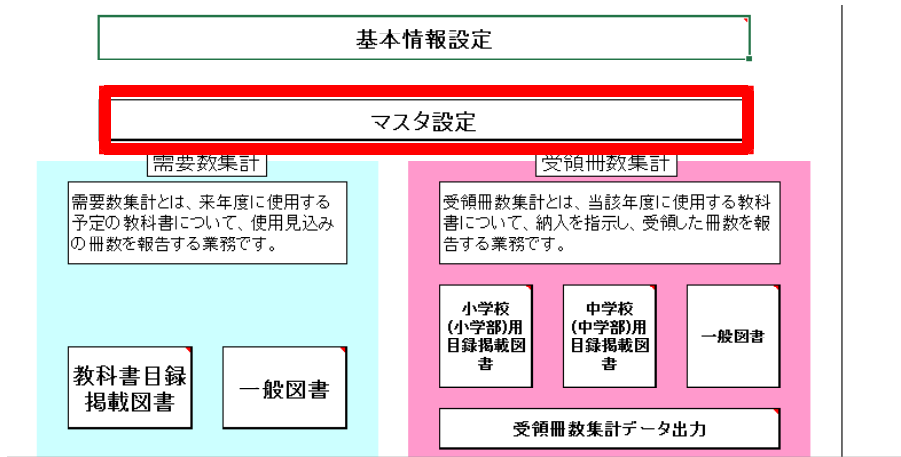 基本情報設定
マスタ設定
需要数集計
需要数集計とは、来年度に使用する
予定の教科書について、使用見込み
の冊数を報告する業務です。
教科書目録
掲載図書
一般図書
受領冊数集計
受領冊数集計とは、当該年度に使用する教科
書について、納入を指示し、受領した冊数を報
告する業務です。
小学校
(小学部)用
目録掲載図
書
中学校
(中学部)用
目録掲載図
書
一般図書
受領冊数集計データ出力